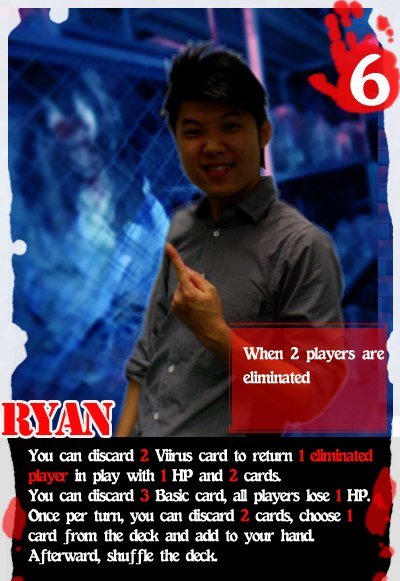 6
When 2 players are
eliminated
RYAN
You can discard 2 Viirus card to return 1 eliminated
player in play with 1 HP and 2 cards.
You can discard 3 Basic card, all players lose 1 HP.
Once per turn, you can discard 2 cards, choose 1
card from the deck and add to your hand.
Afterward, shuffle the deck.